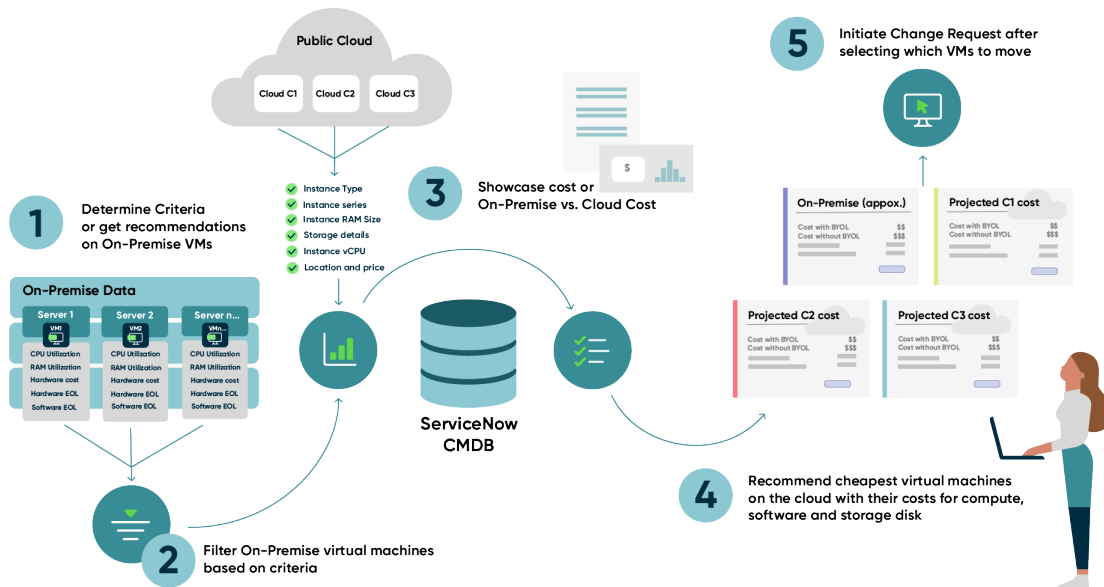 Public Cloud
Cloud C1
Cloud C2
Cloud C3
Instance Type
Instance series
Instance RAM Size
Storage details
Instance vCPU
Location and price
1
Determine Criteria
or get recommendations
on On-Premise VMs
On-Premise Data
Server 1
VM1
CPU Utilization
RAM Utilization
Hardware cost
Hardware EOL
Software EOL
Server 2
VM2
CPU Utilization
RAM Utilization
Hardware cost
Hardware EOL
Software EOL
Server n...
VMn...
CPU Utilization
RAM Utilization
Hardware cost
Hardware EOL
Software EOL
2
Filter On-Premise virtual machines
based on criteria
3
Showcase cost or
On-Premise vs. Cloud Cost
$
ServiceNow
CMDB
4
Recommend cheapest virtual machines
on the cloud with their costs for compute,
software and storage disk
On-Premise (appox.)
Cost with BYOL $$
Cost without BYOL $$$
Projected C1 cost
Cost with BYOL $$
Cost without BYOL $$$
Projected C2 cost
Cost with BYOL $$
Cost without BYOL $$$
Projected C3 cost
Cost with BYOL $$
Cost without BYOL $$$
5
Initiate Change Request after
selecting which VMs to move